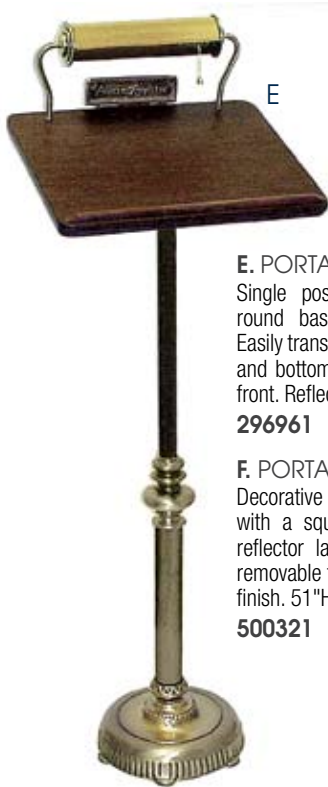 E
E. PORTA
Single pos
round bas
Easily trans
and bottom
front. Reflec
296961
F. PORTA
Decorative
with a squ
reflector la
removable
finish. 51"H
500321